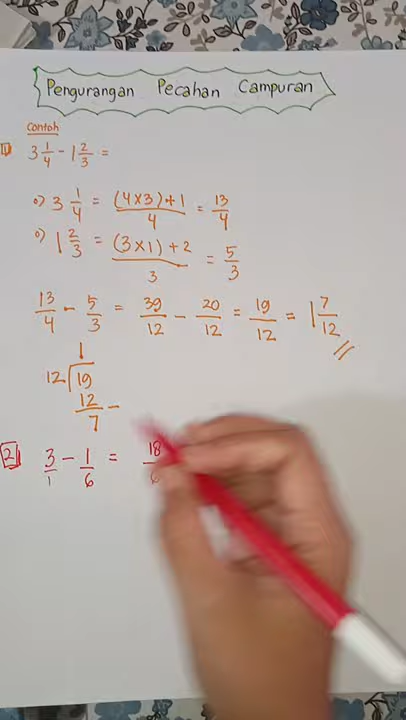 Pengurangan Pecahan Campuran
Contoh
1 3 1/4 - 1 2/3 =
o) 3 1/4 = (4x3)+1/4 = 13/4
o) 1 2/3 = (3x1)+2/3 = 5/3
13/4 - 5/3 = 39/12 - 20/12 = 19/12 = 1 7/12 //
1
12 √19
12 -
7
2 3/1 - 1/6 = 18/6